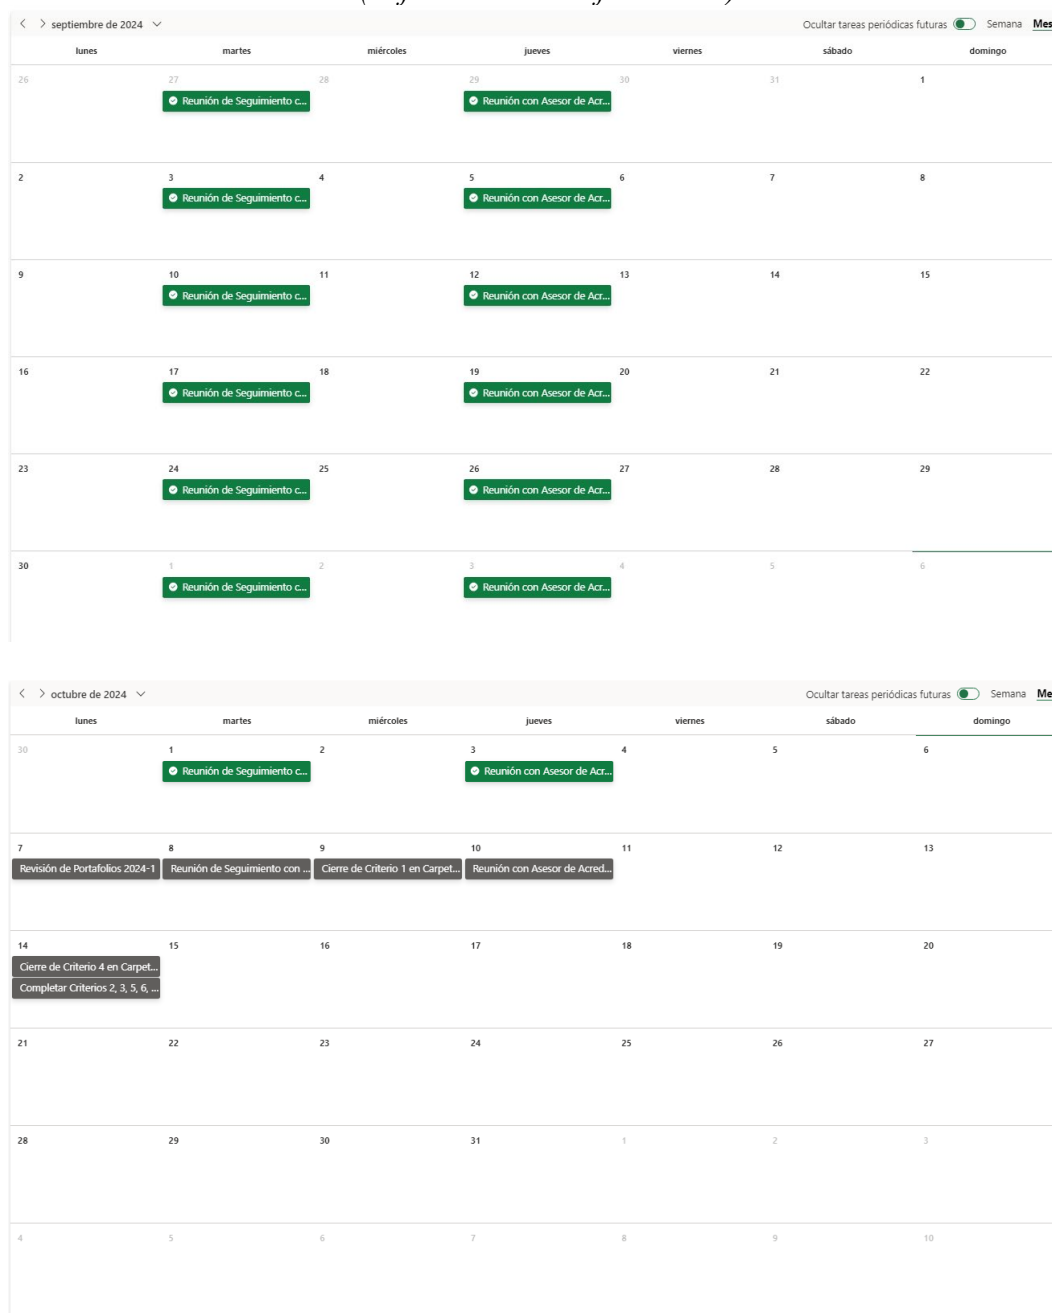 septiembre de 2024 Ocultar tareas periódicas futuras Semana Mes
lunes martes miércoles jueves viernes sábado domingo
26 27 28 29 30 31 1
Reunión de Seguimiento c... Reunión con Asesor de Acr...
2 3 4 5 6 7 8
Reunión de Seguimiento c... Reunión con Asesor de Acr...
9 10 11 12 13 14 15
Reunión de Seguimiento c... Reunión con Asesor de Acr...
16 17 18 19 20 21 22
Reunión de Seguimiento c... Reunión con Asesor de Acr...
23 24 25 26 27 28 29
Reunión de Seguimiento c... Reunión con Asesor de Acr...
30 1 2 3 4 5 6
Reunión de Seguimiento c... Reunión con Asesor de Acr...
octubre de 2024 Ocultar tareas periódicas futuras Semana Me
lunes martes miércoles jueves viernes sábado domingo
30 1 2 3 4 5 6
Reunión de Seguimiento c... Reunión con Asesor de Acr...
7 8 9 10 11 12 13
Revisión de Portafolios 2024-1 Reunión de Seguimiento con ... Cierre de Criterio 1 en Carpet... Reunión con Asesor de Acred...
14 15 16 17 18 19 20
Cierre de Criterio 4 en Carpet...
Completar Criterios 2, 3, 5, 6, ...
21 22 23 24 25 26 27
28 29 30 31 1 2 3
4 5 6 7 8 9 10